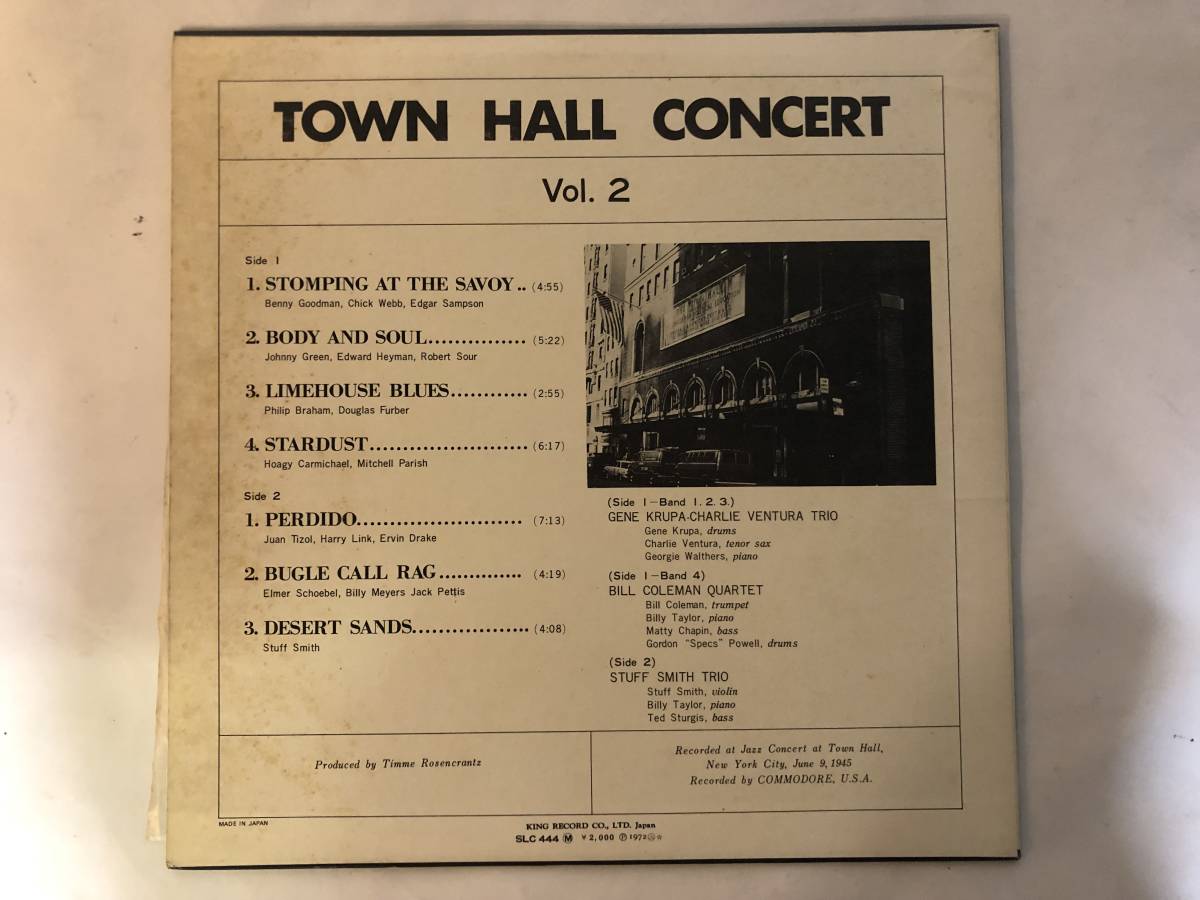 TOWN HALL CONCERT
Vol. 2
Side 1
1. STOMPING AT THE SAVOY.. (4:55)
Benny Goodman, Chick Webb, Edgar Sampson
2. BODY AND SOUL............... (5:22)
Johnny Green, Edward Heyman, Robert Sour
3. LIMEHOUSE BLUES............ (2:55)
Philip Braham, Douglas Furber
4. STARDUST........................ (6:17)
Hoagy Carmichael, Mitchell Parish
Side 2
1. PERDIDO......................... (7:13)
Juan Tizol, Harry Link, Ervin Drake
2. BUGLE CALL RAG.............. (4:19)
Elmer Schoebel, Billy Meyers Jack Pettis
3. DESERT SANDS.................. (4:08)
Stuff Smith
(Side 1-Band 1. 2. 3.)
GENE KRUPA-CHARLIE VENTURA TRIO
Gene Krupa, drums
Charlie Ventura, tenor sax
Georgie Walthers, piano
(Side 1-Band 4)
BILL COLEMAN QUARTET
Bill Coleman, trumpet
Billy Taylor, piano
Matty Chapin, bass
Gordon "Specs" Powell, drums
(Side 2)
STUFF SMITH TRIO
Stuff Smith, violin
Billy Taylor, piano
Ted Sturgis, bass
Produced by Timme Rosencrantz
Recorded at Jazz Concert at Town Hall,
New York City, June 9, 1945
Recorded by COMMODORE, U.S.A.
MADE IN JAPAN
KING RECORD CO., LTD. Japan
SLC 444 Ⓜ ¥2,000 Ⓟ 1972